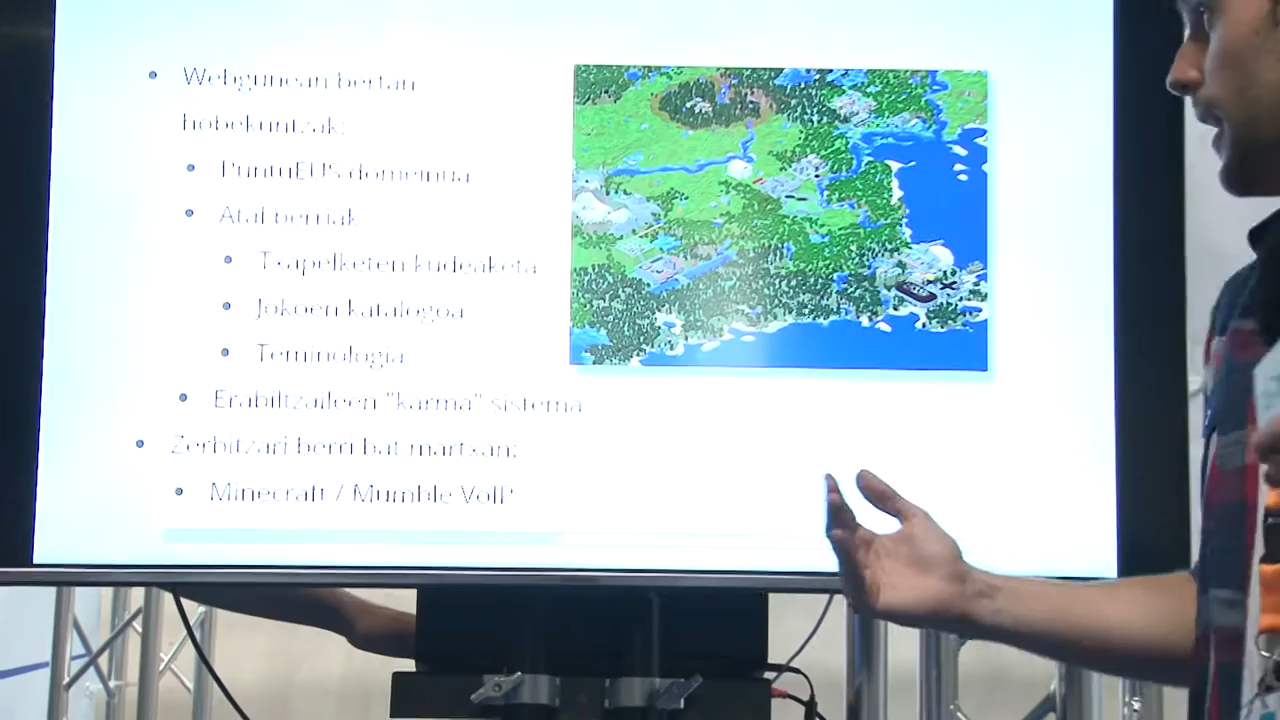 Webgunean bertan
hobekuntzak:
PuntuEUS domeinua
Atal berriak
Txapelketen kudeaketa
Jokoen katalogoa
Teminologia
Erabiltzaileen "karma" sistema
Zerbitzari berri bat martxan:
Minecraft / Mumble VoIP